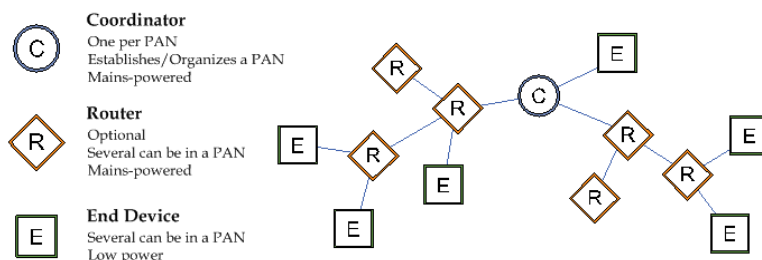 C
Coordinator
One per PAN
Establishes/Organizes a PAN
Mains-powered
R
Router
Optional
Several can be in a PAN
Mains-powered
E
End Device
Several can be in a PAN
Low power
E
R
C
R
E
R
E
R
E
R
R
E
E